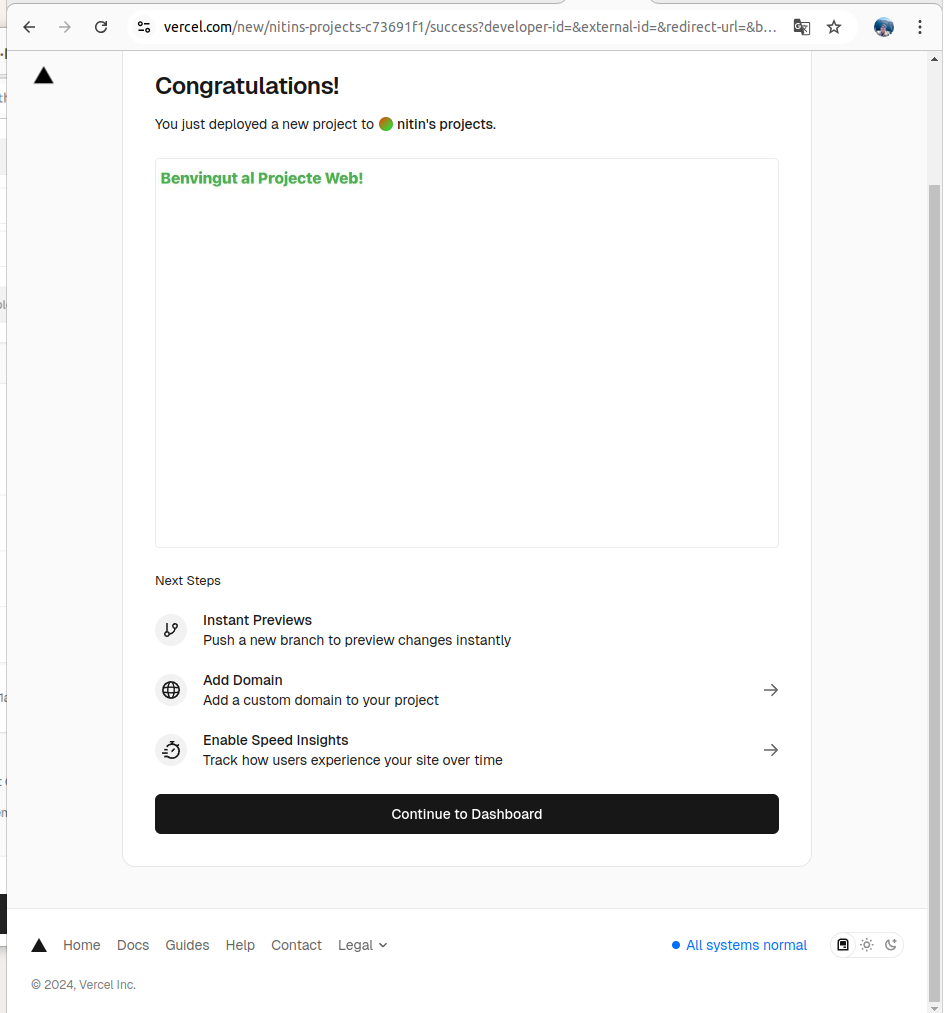 vercel.com/new/nitins-projects-c73691f1/success?developer-id=&external-id=&redirect-url=&b...
Congratulations!
You just deployed a new project to nitin's projects.
Benvingut al Projecte Web!
Next Steps
Instant Previews
Push a new branch to preview changes instantly
Add Domain
Add a custom domain to your project
Enable Speed Insights
Track how users experience your site over time
Continue to Dashboard
Home Docs Guides Help Contact Legal
All systems normal
© 2024, Vercel Inc.